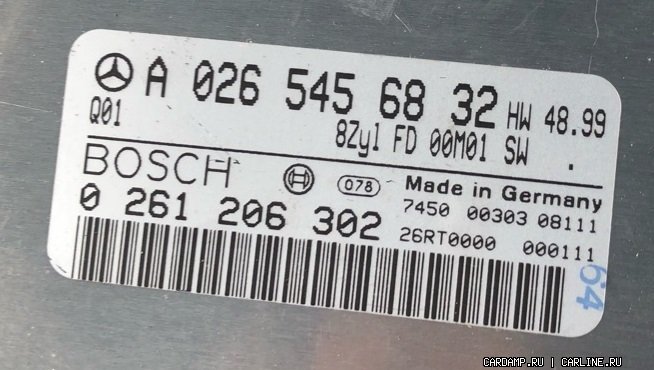 A 026 545 68 32 HW 48.99
Q01 8Zyl FD 00M01 SW .
BOSCH 078 Made in Germany
7450 00303 08111
0 261 206 302 26RT0000 000111
64
CARDAMP.RU | CARLINE.RU